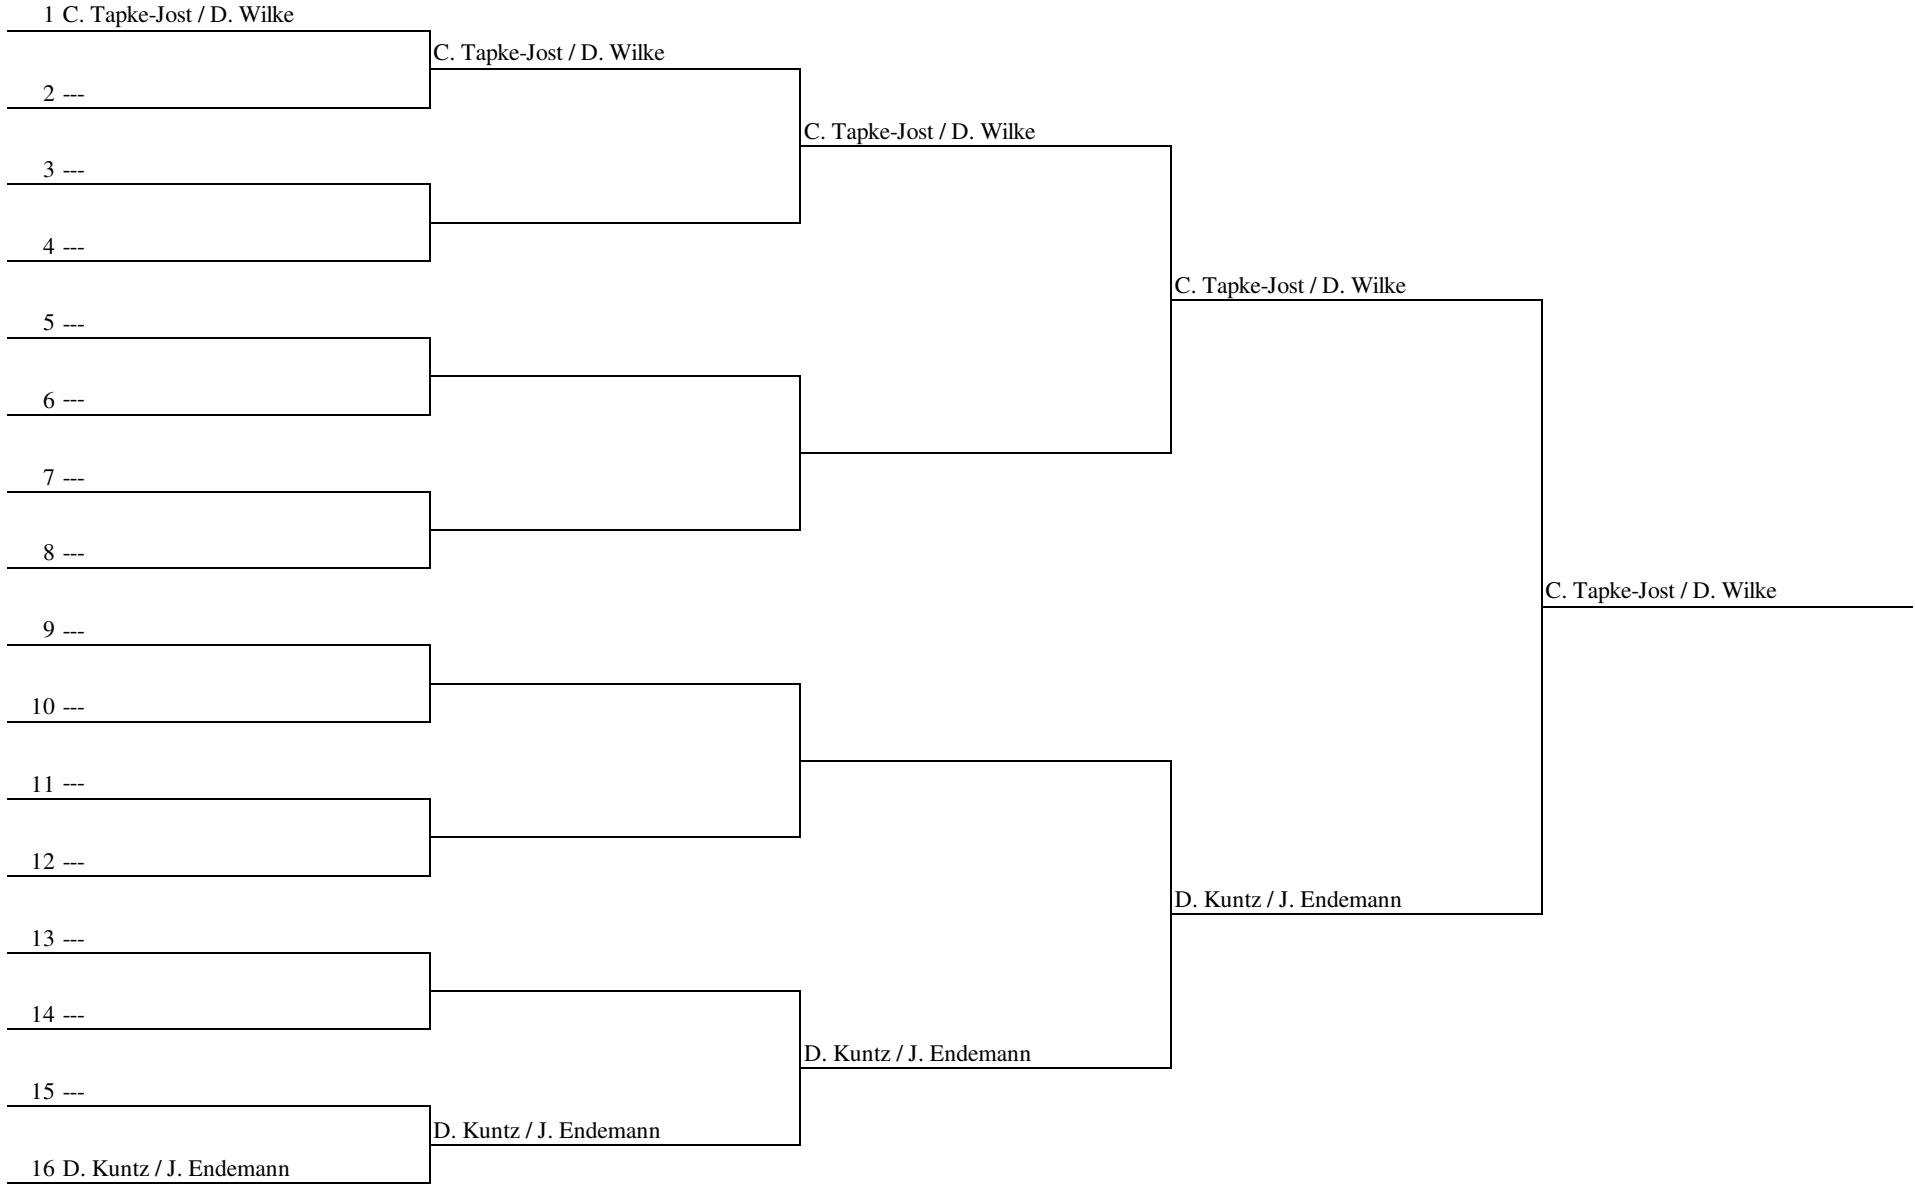 1 C. Tapke-Jost / D. Wilke
C. Tapke-Jost / D. Wilke
2 ---
C. Tapke-Jost / D. Wilke
3 ---
4 ---
C. Tapke-Jost / D. Wilke
5 ---
6 ---
7 ---
8 ---
C. Tapke-Jost / D. Wilke
9 ---
10 ---
11 ---
12 ---
D. Kuntz / J. Endemann
13 ---
14 ---
D. Kuntz / J. Endemann
15 ---
D. Kuntz / J. Endemann
16 D. Kuntz / J. Endemann